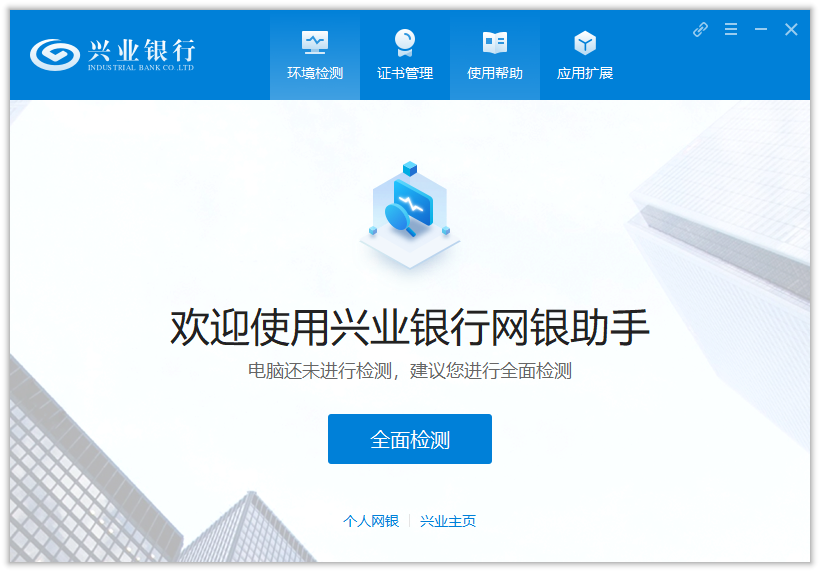 兴业银行
INDUSTRIAL BANK CO.,LTD
环境检测
证书管理
使用帮助
应用扩展
欢迎使用兴业银行网银助手
电脑还未进行检测，建议您进行全面检测
全面检测
个人网银
兴业主页